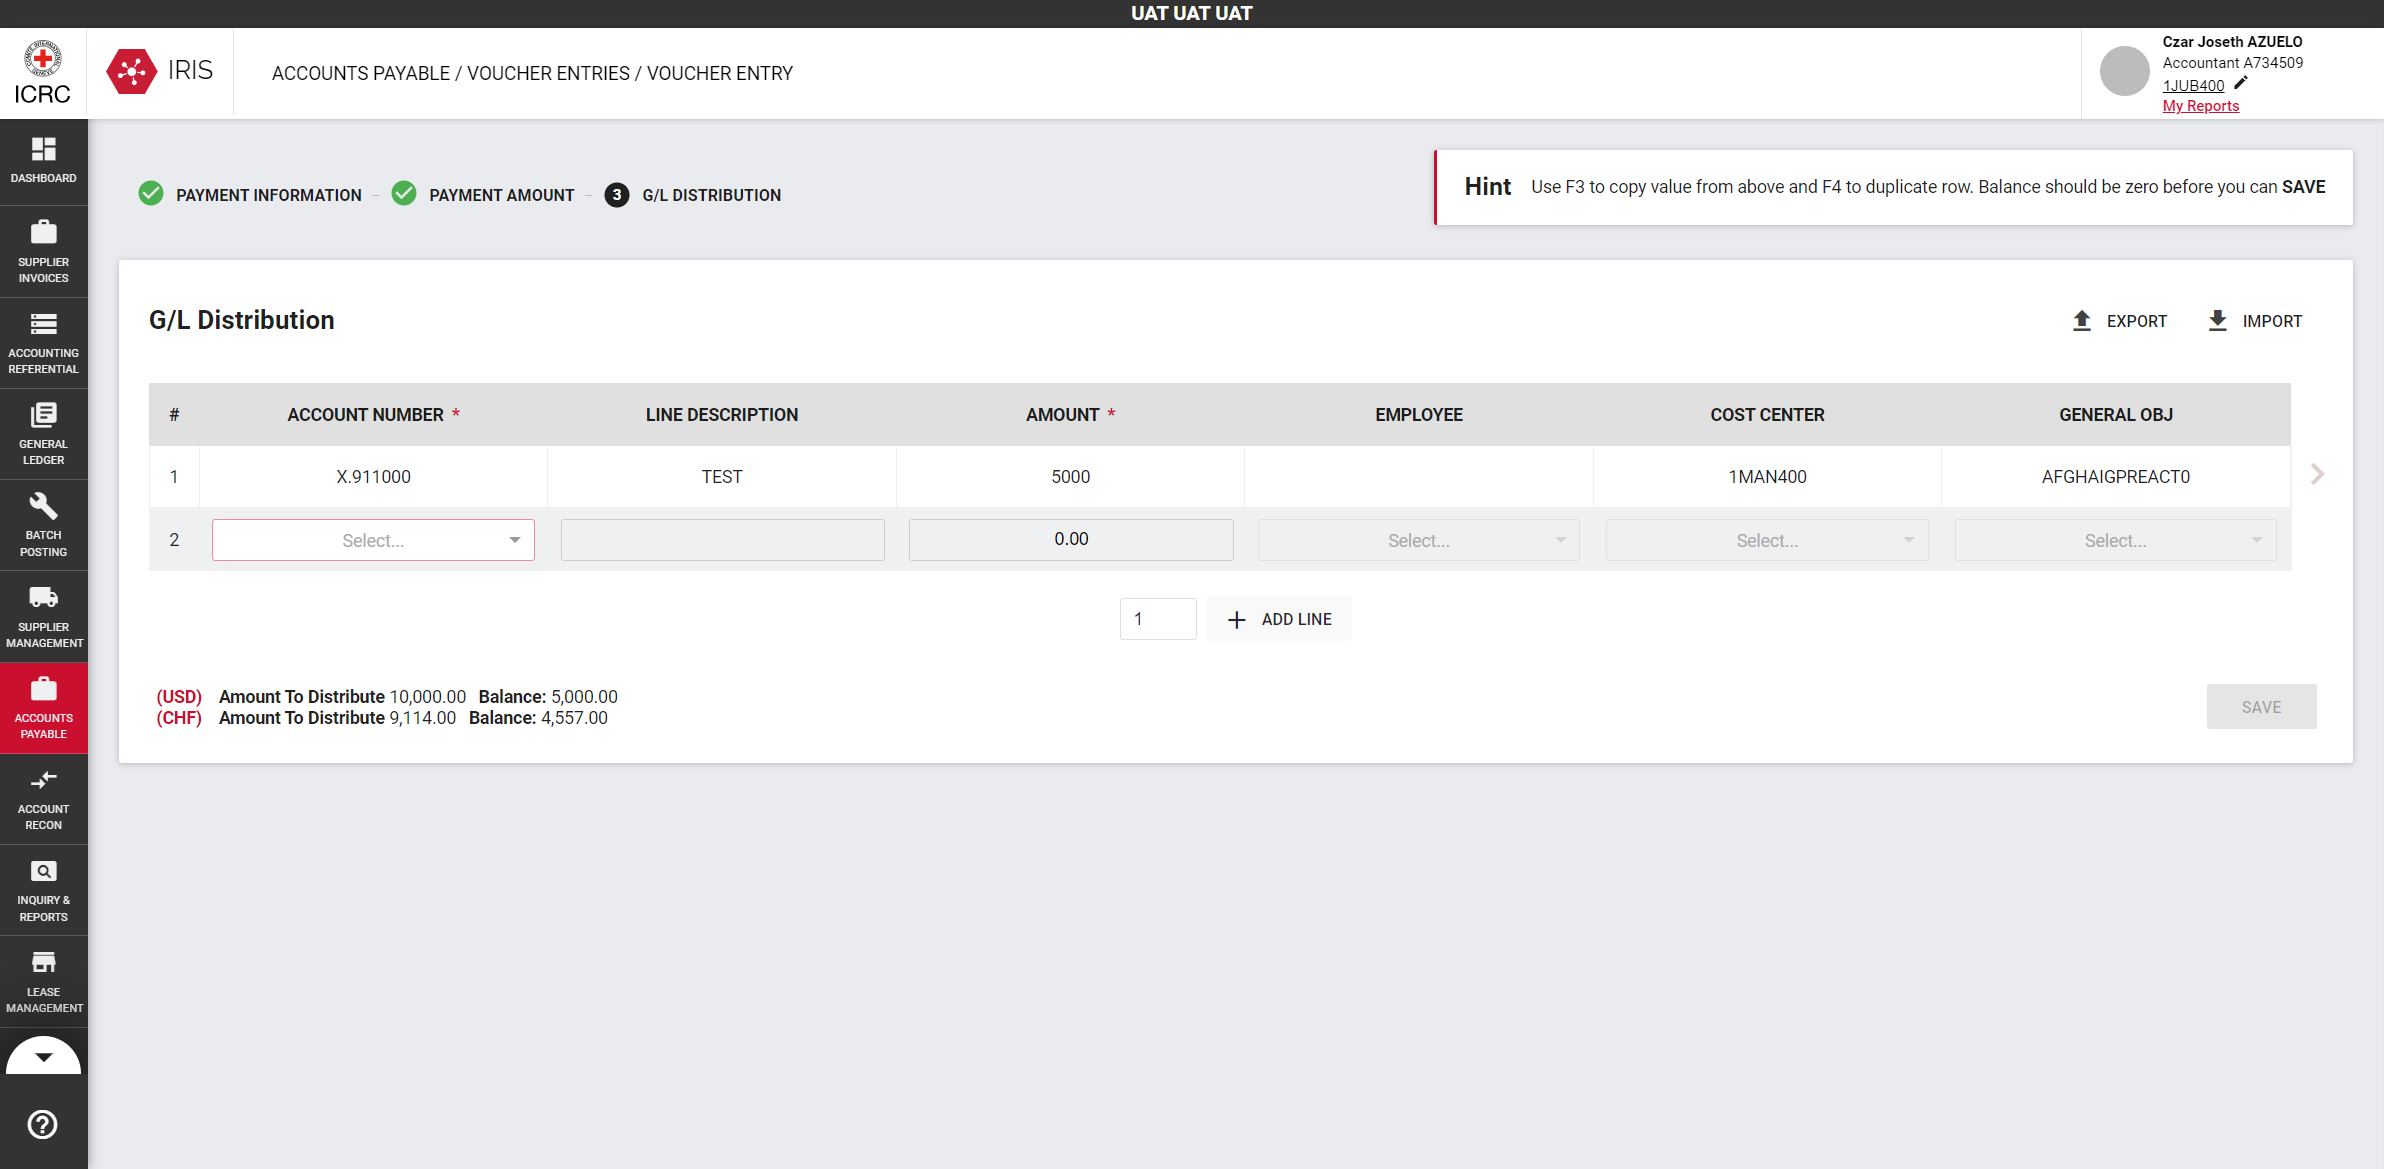 UAT UAT UAT
ICRC
IRIS
ACCOUNTS PAYABLE / VOUCHER ENTRIES / VOUCHER ENTRY
Czar Joseth AZUELO
Accountant A734509
1JUB400
My Reports
DASHBOARD
SUPPLIER
INVOICES
ACCOUNTING
REFERENTIAL
GENERAL
LEDGER
BATCH
POSTING
SUPPLIER
MANAGEMENT
ACCOUNTS
PAYABLE
ACCOUNT
RECON
INQUIRY &
REPORTS
LEASE
MANAGEMENT
PAYMENT INFORMATION – PAYMENT AMOUNT – 3 G/L DISTRIBUTION
Hint Use F3 to copy value from above and F4 to duplicate row. Balance should be zero before you can SAVE
G/L Distribution
EXPORT IMPORT
# ACCOUNT NUMBER * LINE DESCRIPTION AMOUNT * EMPLOYEE COST CENTER GENERAL OBJ
1 X.911000 TEST 5000 1MAN400 AFGHAIGPREACT0
2 Select... 0.00 Select... Select... Select...
1 + ADD LINE
(USD) Amount To Distribute 10,000.00 Balance: 5,000.00
(CHF) Amount To Distribute 9,114.00 Balance: 4,557.00
SAVE